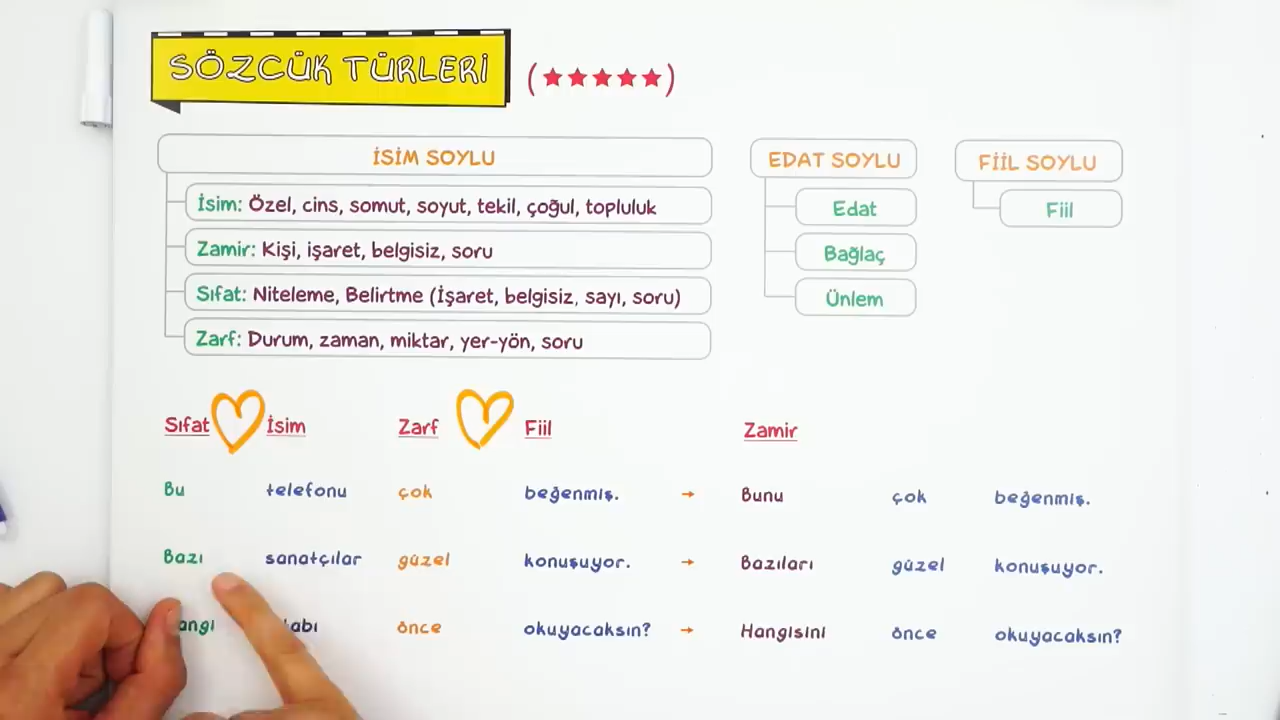 SÖZCÜK TÜRLERİ (★★★★★)
İSİM SOYLU
İsim: Özel, cins, somut, soyut, tekil, çoğul, topluluk
Zamir: Kişi, işaret, belgisiz, soru
Sıfat: Niteleme, Belirtme (İşaret, belgisiz, sayı, soru)
Zarf: Durum, zaman, miktar, yer-yön, soru
EDAT SOYLU
Edat
Bağlaç
Ünlem
FİİL SOYLU
Fiil
Sıfat İsim Zarf Fiil Zamir
Bu telefonu çok beğenmiş. → Bunu çok beğenmiş.
Bazı sanatçılar güzel konuşuyor. → Bazıları güzel konuşuyor.
önce okuyacaksın? → Hangisini önce okuyacaksın?